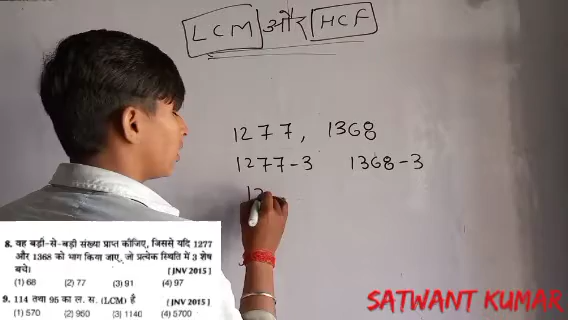 LCM और HCF
1277, 1368
1277-3 1368-3
12
8. वह बड़ी-से-बड़ी संख्या प्राप्त कीजिए, जिससे यदि 1277
और 1368 को भाग किया जाए, जो प्रत्येक स्थिति में 3 शेष
बचे। [JNV 2015]
(1) 68 (2) 77 (3) 91 (4) 97
9. 114 तथा 95 का ल. स. (LCM) है [JNV 2015]
(1) 570 (2) 950 (3) 1140 (4) 5700
SATWANT KUMAR